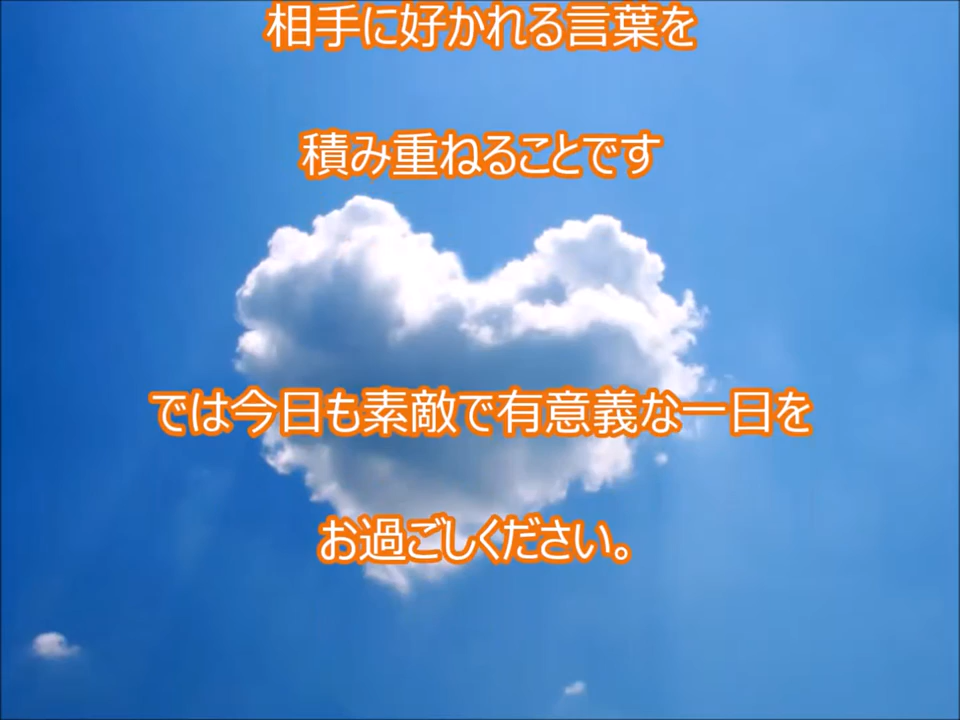 相手に好かれる言葉を
積み重ねることです
では今日も素敵で有意義な一日を
お過ごしください。